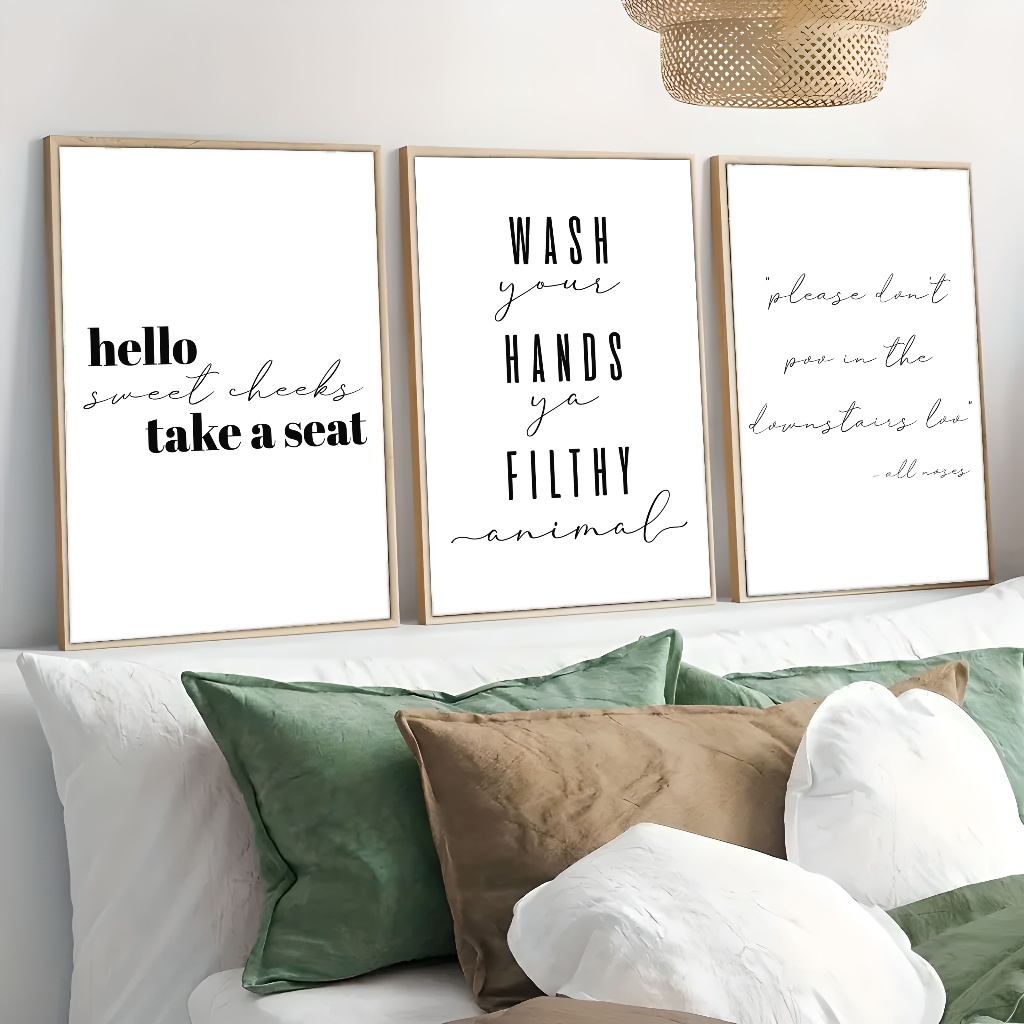 hello
sweet cheeks
take a seat
WASH
your
HANDS
ya
FILTHY
animal
"please don't
poo in the
downstairs loo"
- all noses